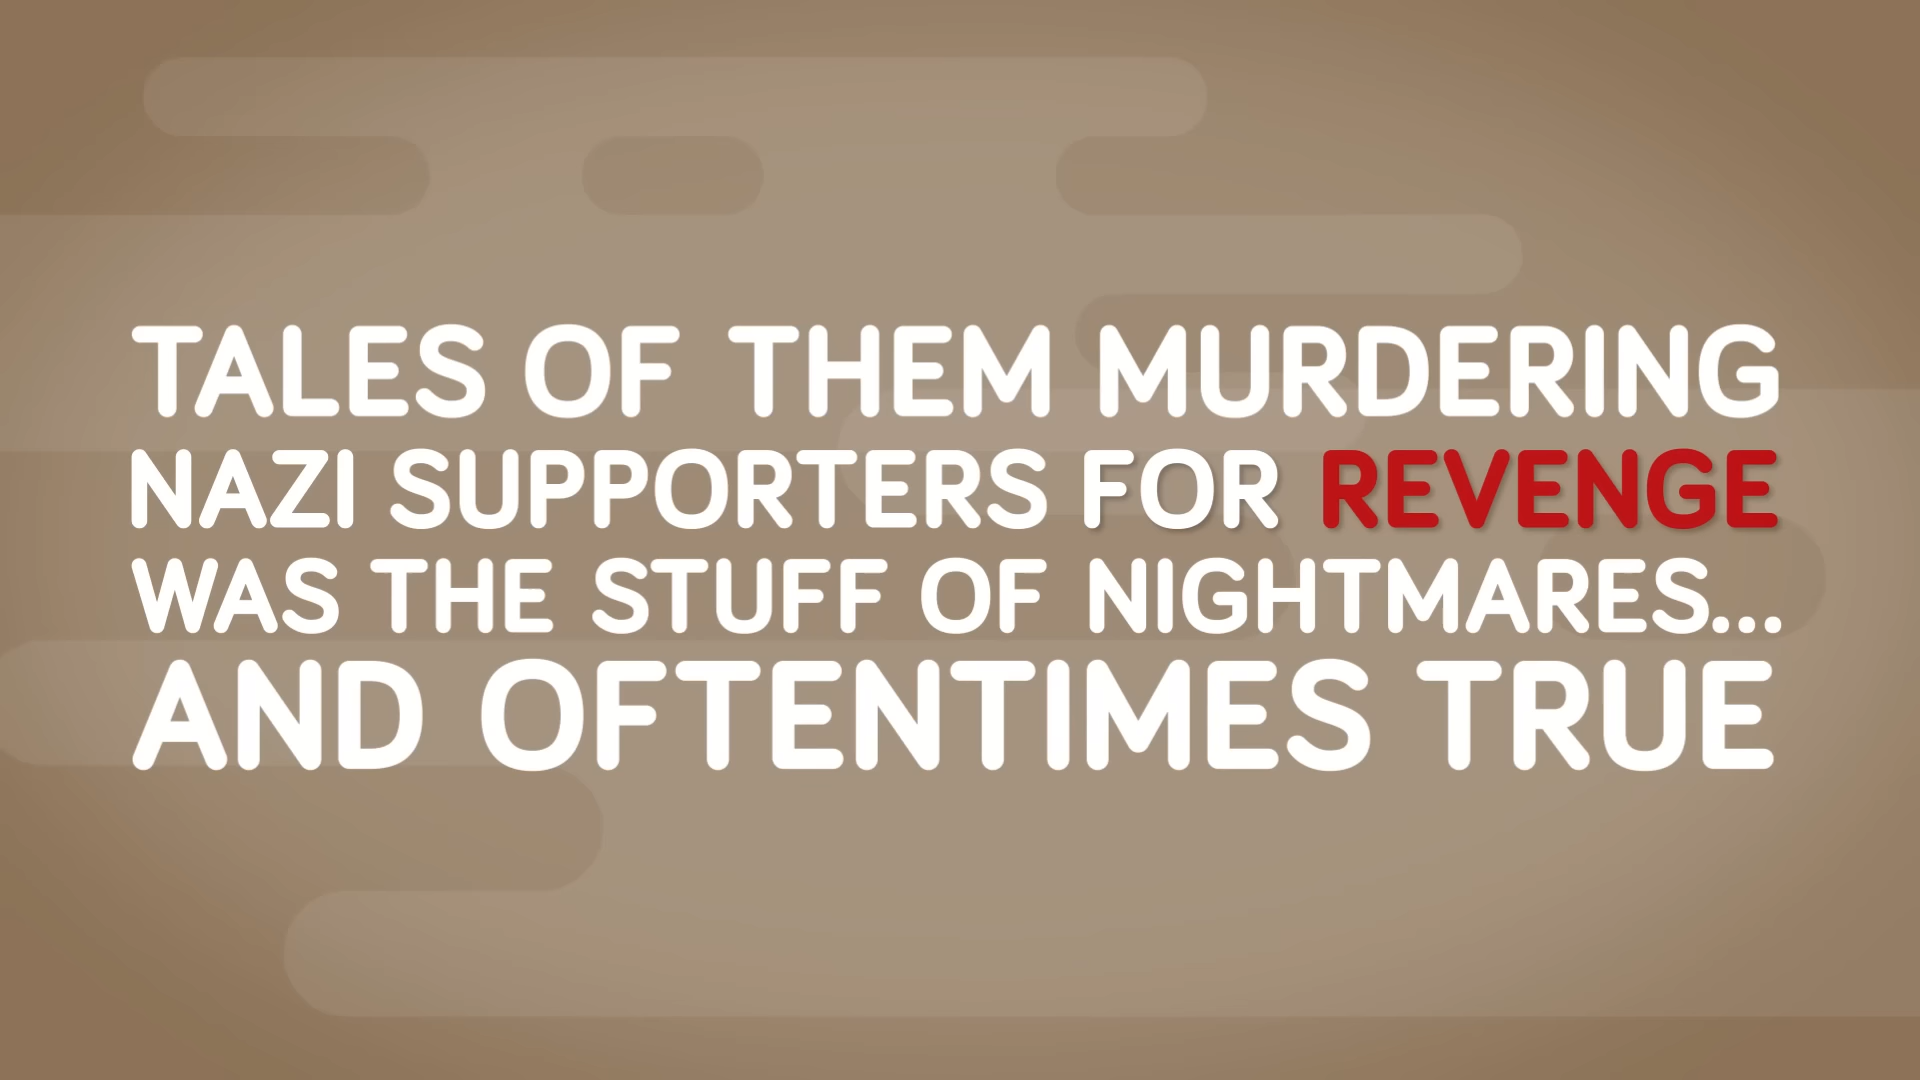 TALES OF THEM MURDERING
NAZI SUPPORTERS FOR REVENGE
WAS THE STUFF OF NIGHTMARES...
AND OFTENTIMES TRUE